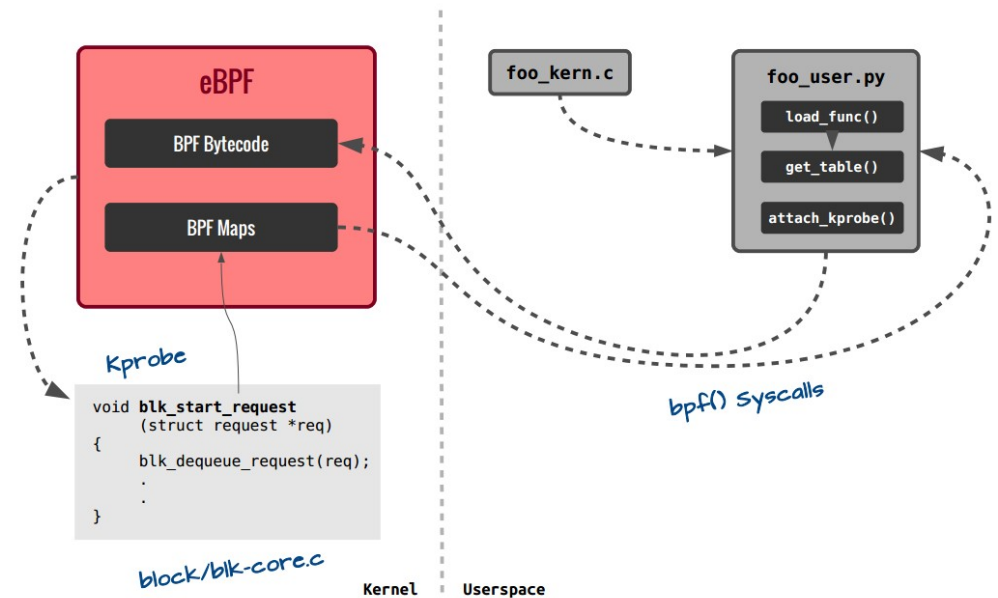 eBPF
BPF Bytecode
BPF Maps
foo_kern.c
foo_user.py
load_func()
get_table()
attach_kprobe()
Kprobe
void blk_start_request
(struct request *req)
{
blk_dequeue_request(req);
.
.
}
block/blk-core.c
bpf() Syscalls
Kernel
Userspace